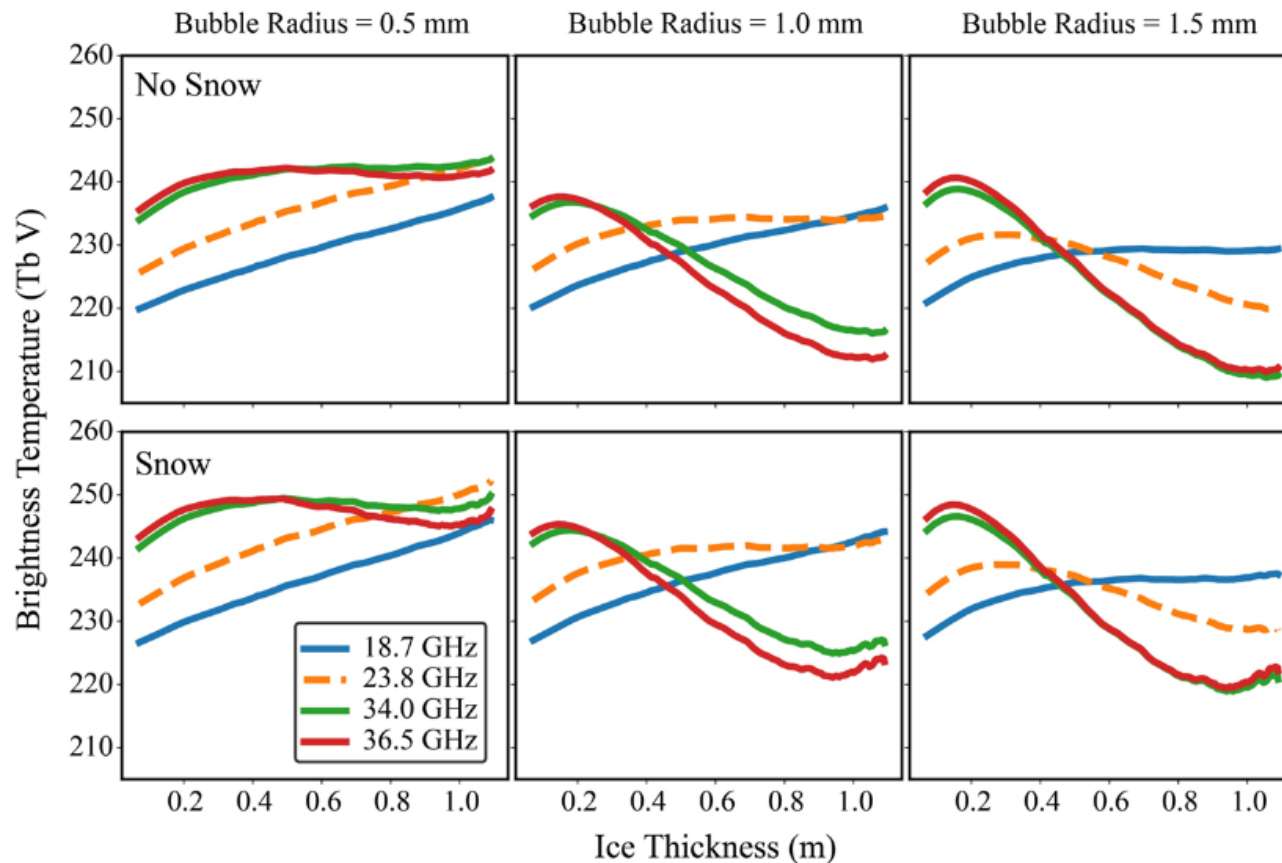 Bubble Radius = 0.5 mm
Bubble Radius = 1.0 mm
Bubble Radius = 1.5 mm
Brightness Temperature (Tb V)
260
250
240
230
220
210
No Snow
260
250
240
230
220
210
Snow
18.7 GHz
23.8 GHz
34.0 GHz
36.5 GHz
0.2 0.4 0.6 0.8 1.0
0.2 0.4 0.6 0.8 1.0
0.2 0.4 0.6 0.8 1.0
Ice Thickness (m)